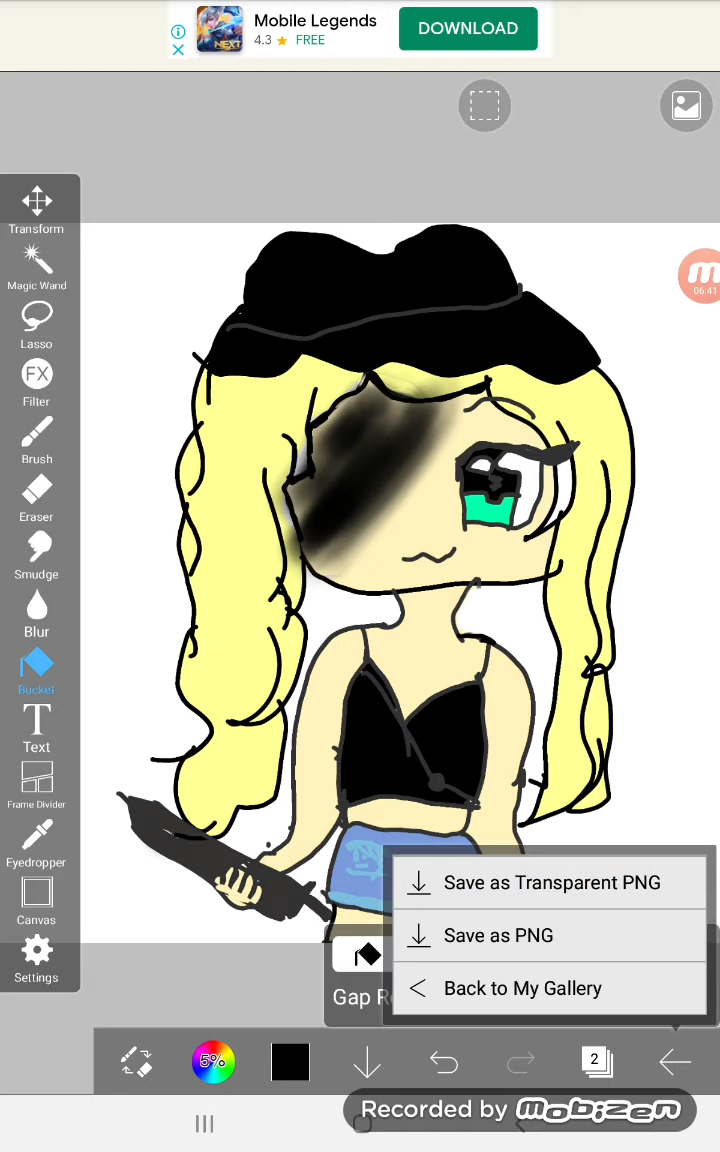 Mobile Legends
4.3 ★ FREE
DOWNLOAD
NEXT
Transform
Magic Wand
Lasso
FX
Filter
Brush
Eraser
Smudge
Blur
Bucket
T
Text
Frame Divider
Eyedropper
Canvas
Settings
06:41
Save as Transparent PNG
Save as PNG
Back to My Gallery
Gap R
5%
2
Recorded by mobizen